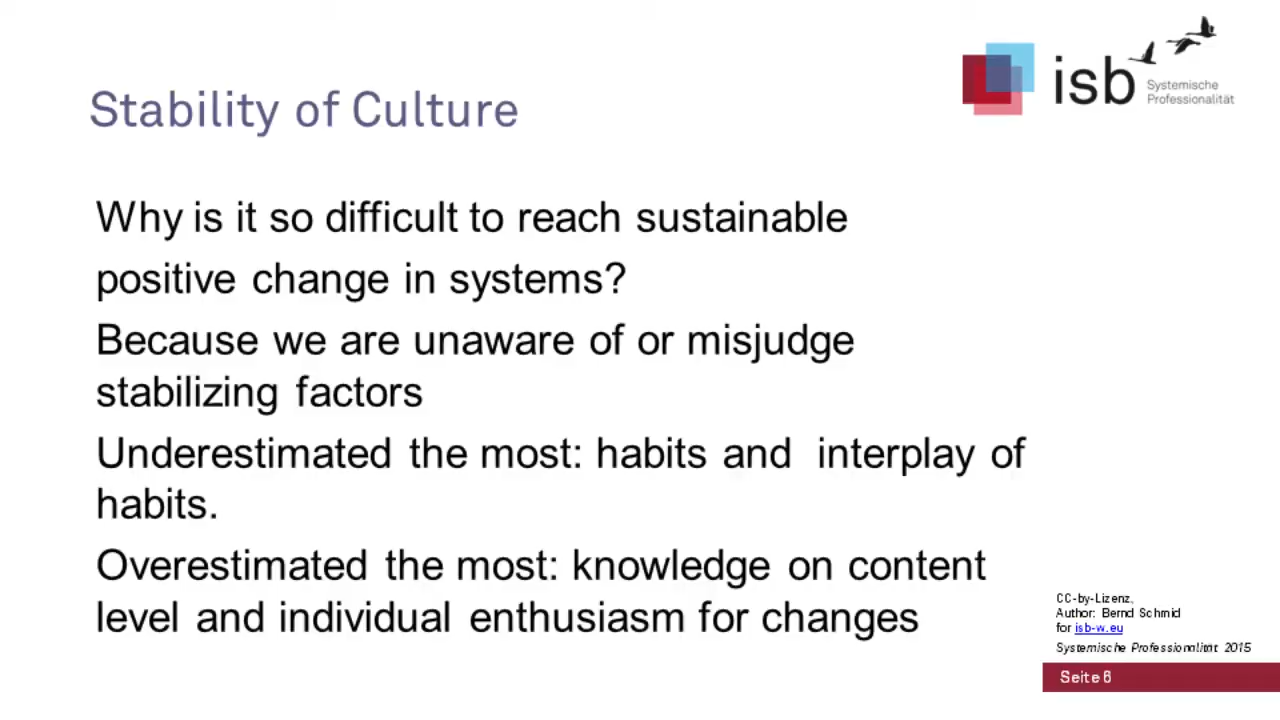 isb
Systemische
Professionalität
Stability of Culture
Why is it so difficult to reach sustainable
positive change in systems?
Because we are unaware of or misjudge
stabilizing factors
Underestimated the most: habits and interplay of
habits.
Overestimated the most: knowledge on content
level and individual enthusiasm for changes
CC-by-Lizenz,
Author: Bernd Schmid
for isb-w.eu
Systemische Professionalität 2015
Seite 6